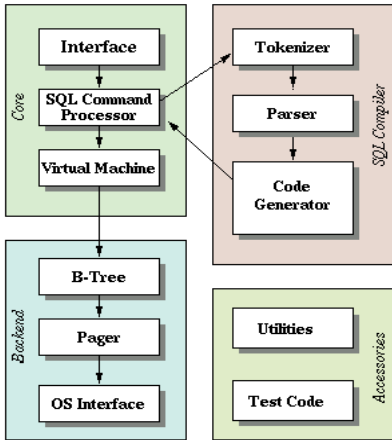 Core
Interface
SQL Command
Processor
Virtual Machine
SQL Compiler
Tokenizer
Parser
Code
Generator
Backend
B-Tree
Pager
OS Interface
Accessories
Utilities
Test Code